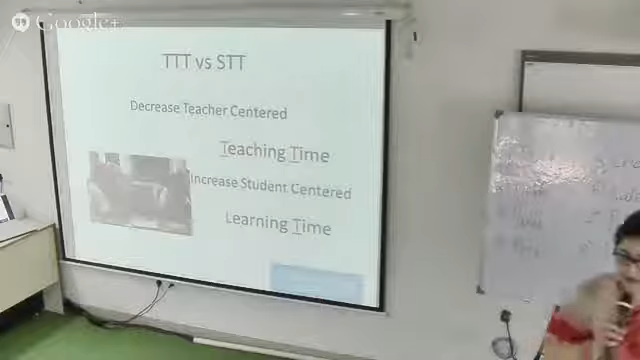 Google+
TTT vs STT
Decrease Teacher Centered
Teaching Time
Increase Student Centered
Learning Time